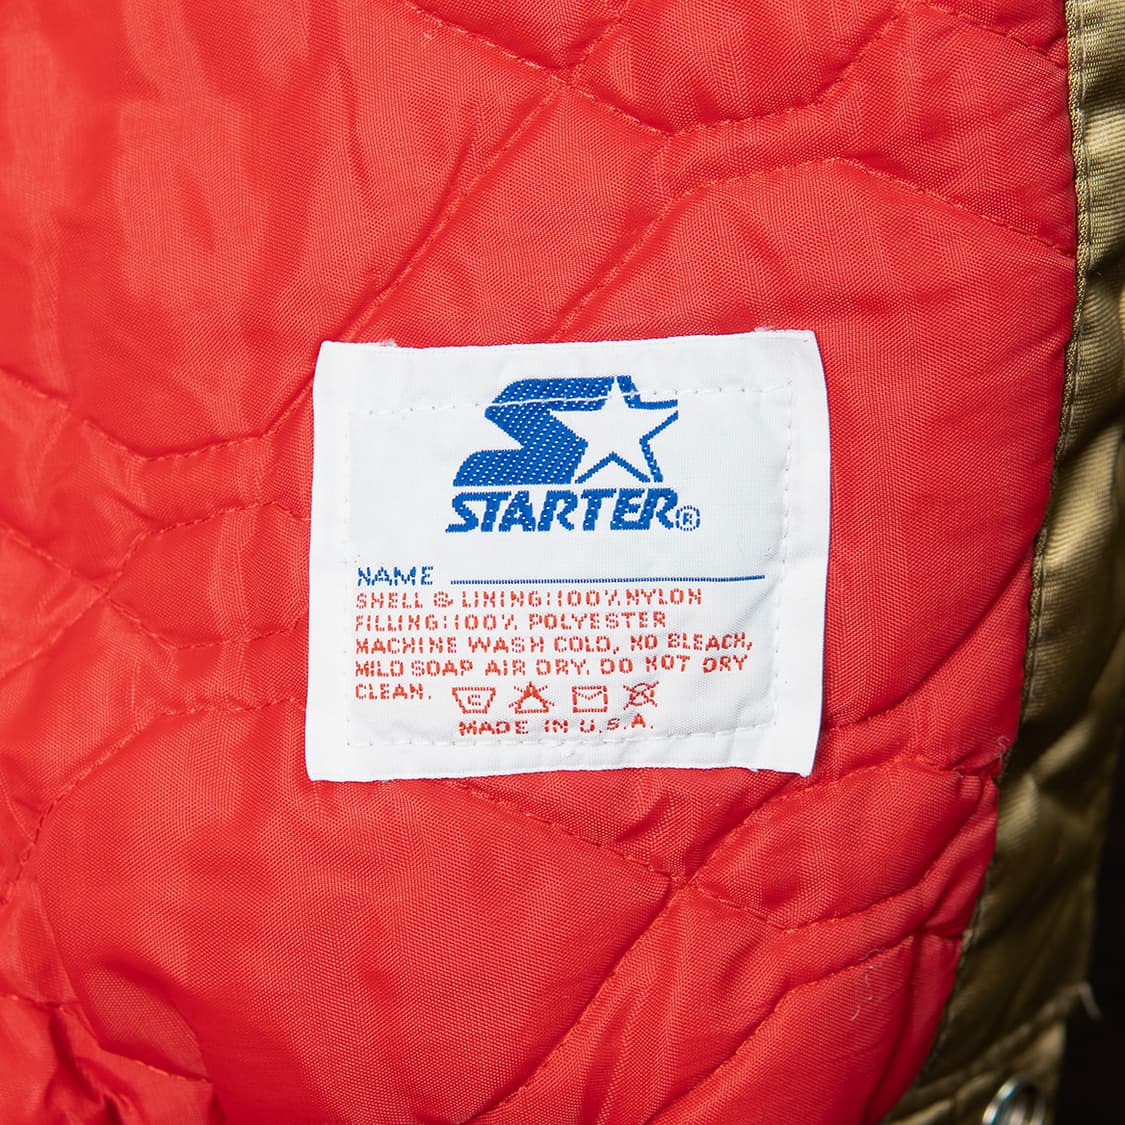 STARTER®
NAME
SHELL & LINING:100% NYLON
FILLING:100% POLYESTER
MACHINE WASH COLD, NO BLEACH,
MILD SOAP AIR DRY. DO NOT DRY
CLEAN.
MADE IN U.S.A.